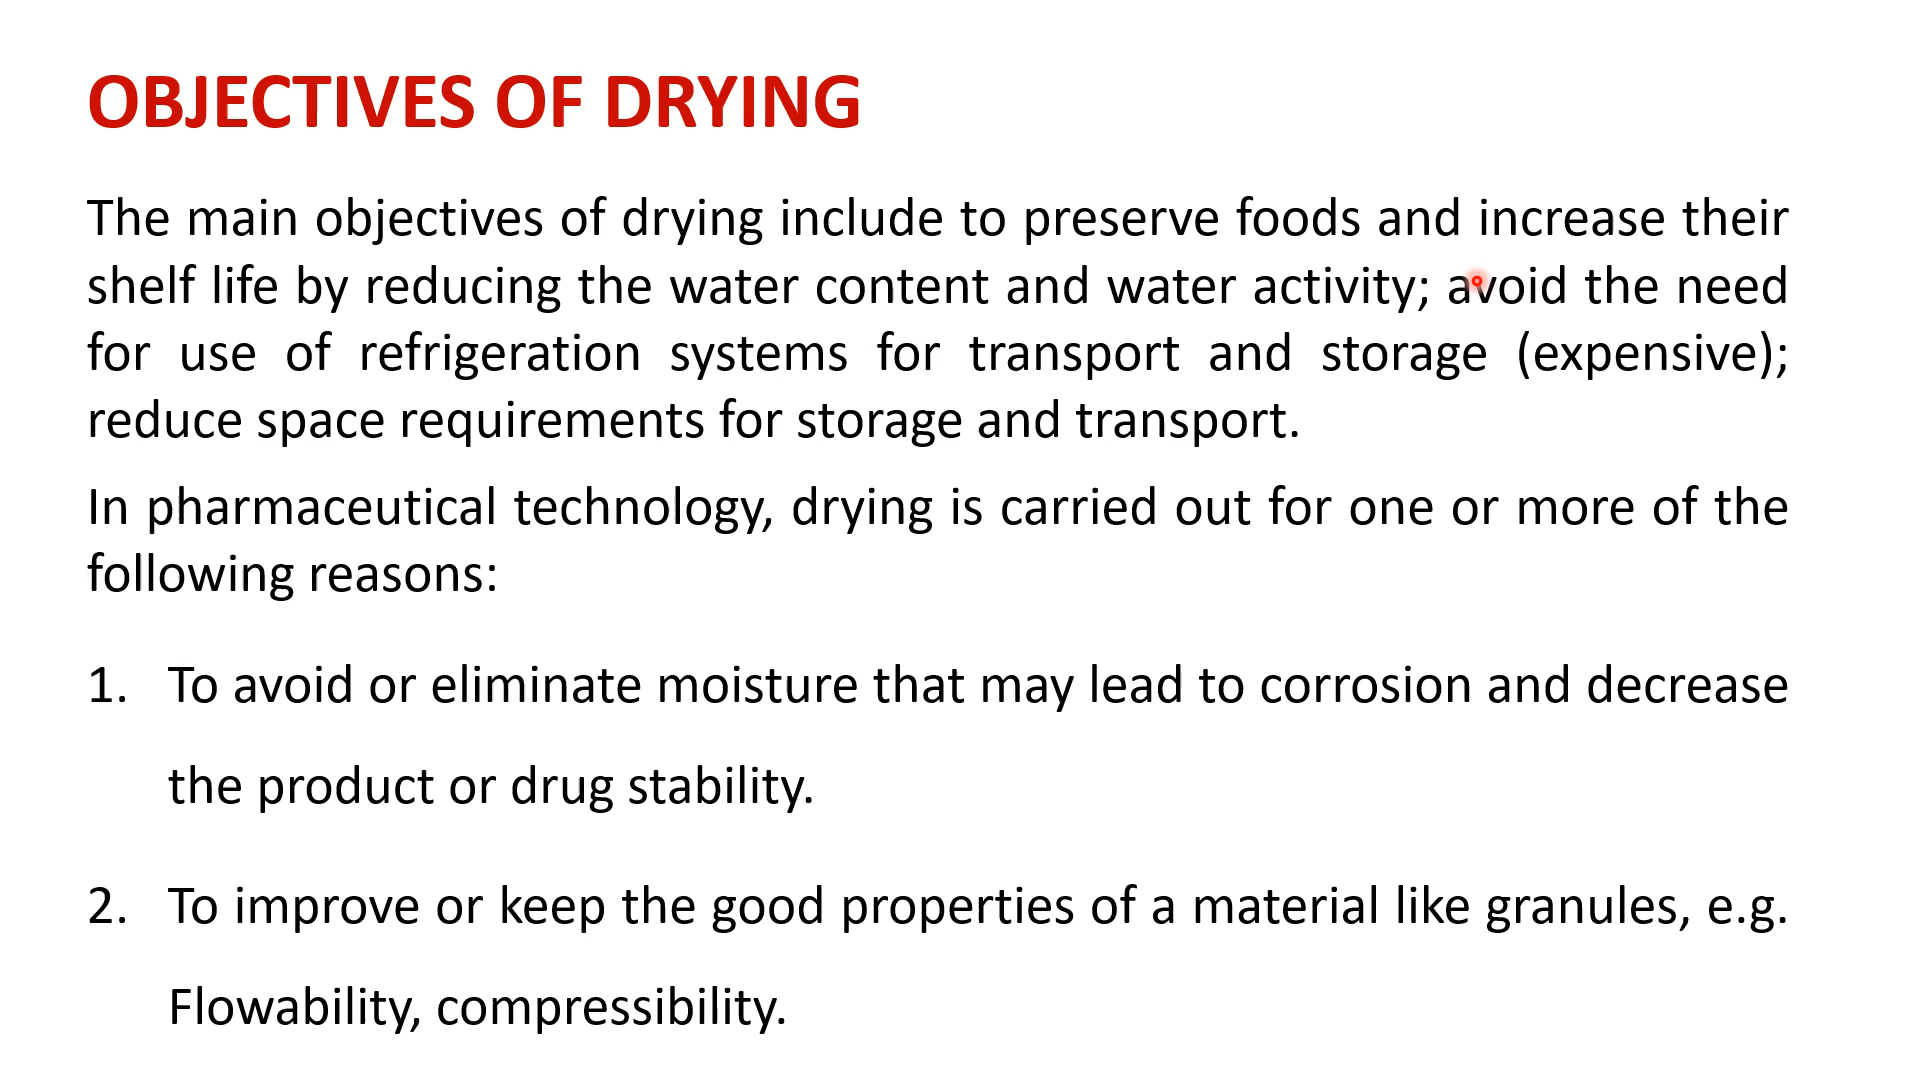 OBJECTIVES OF DRYING
The main objectives of drying include to preserve foods and increase their
shelf life by reducing the water content and water activity; avoid the need
for use of refrigeration systems for transport and storage (expensive);
reduce space requirements for storage and transport.
In pharmaceutical technology, drying is carried out for one or more of the
following reasons:
1. To avoid or eliminate moisture that may lead to corrosion and decrease
the product or drug stability.
2. To improve or keep the good properties of a material like granules, e.g.
Flowability, compressibility.